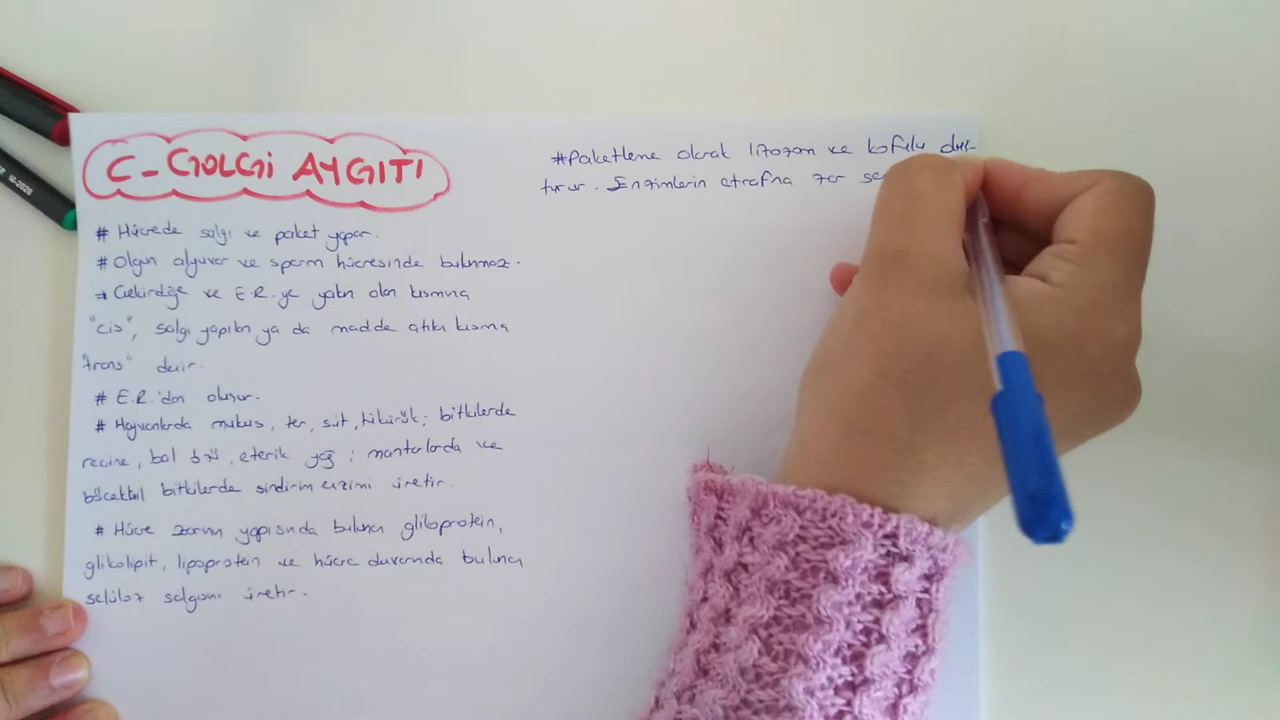 C-GOLGİ AYGITI
# Hücrede salgı ve paket yapar.
# Olgun alyuvar ve sperm hücresinde bulunmaz.
# Çekirdeğe ve E.R.ye yakın olan kısmına
"cis", salgı yapılan ya da madde atılı kısma
"trans" denir.
# E.R.'den oluşur.
# Hayvanlarda mukus, ter, süt, tükürük; bitkilerde
reçine, bal özü, eterik yağ; mantarlarda ve
böcekçil bitkilerde sindirim enzimi üretir.
# Hücre zarının yapısında bulunan glikoprotein,
glikolipit, lipoprotein ve hücre duvarında bulunan
selüloz salgısını üretir.
#Paketleme olarak lizozom ve kofulu oluş-
turur. Enzimlerin etrafına zar